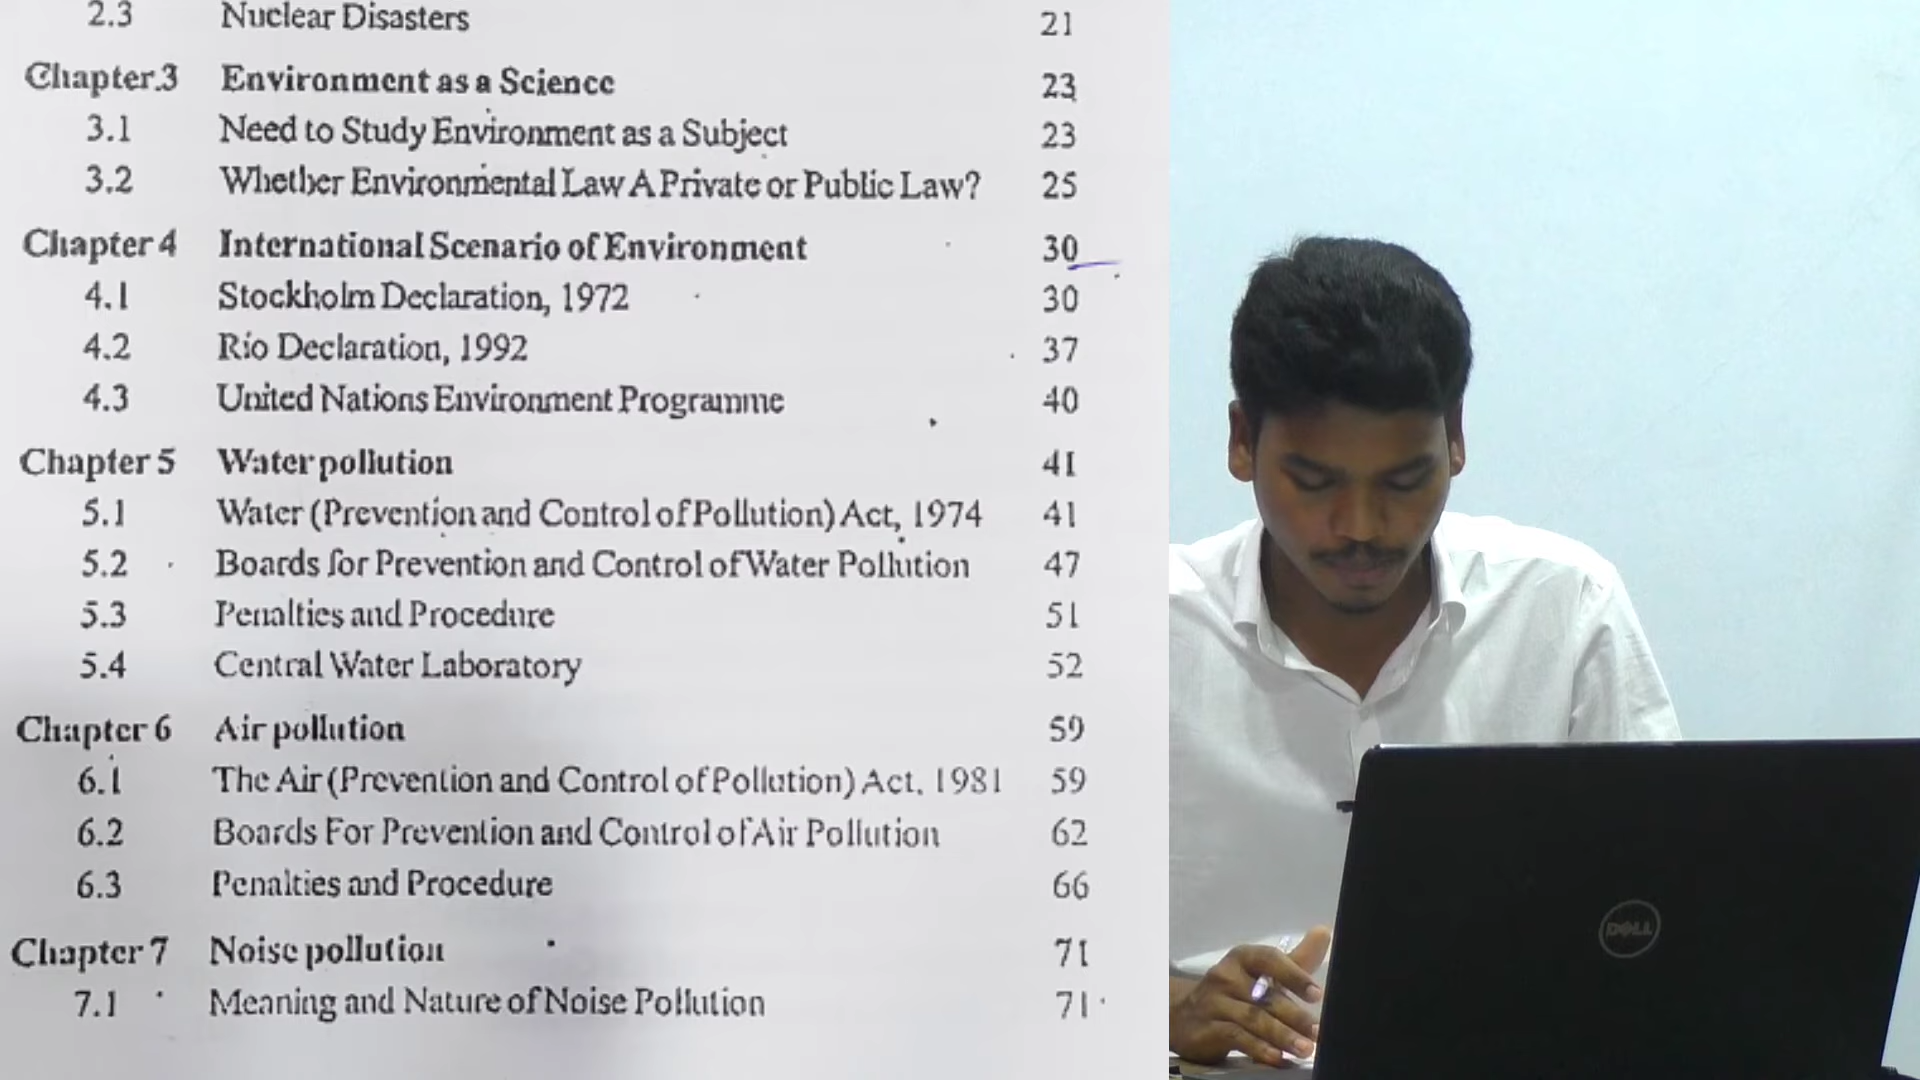 2.3 Nuclear Disasters 21
Chapter.3 Environment as a Science 23
3.1 Need to Study Environment as a Subject 23
3.2 Whether Environmental Law A Private or Public Law? 25
Chapter 4 International Scenario of Environment 30
4.1 Stockholm Declaration, 1972 30
4.2 Rio Declaration, 1992 37
4.3 United Nations Environment Programme 40
Chapter 5 Water pollution 41
5.1 Water (Prevention and Control of Pollution) Act, 1974 41
5.2 Boards for Prevention and Control of Water Pollution 47
5.3 Penalties and Procedure 51
5.4 Central Water Laboratory 52
Chapter 6 Air pollution 59
6.1 The Air (Prevention and Control of Pollution) Act, 1981 59
6.2 Boards For Prevention and Control of Air Pollution 62
6.3 Penalties and Procedure 66
Chapter 7 Noise pollution 71
7.1 Meaning and Nature of Noise Pollution 71
DELL